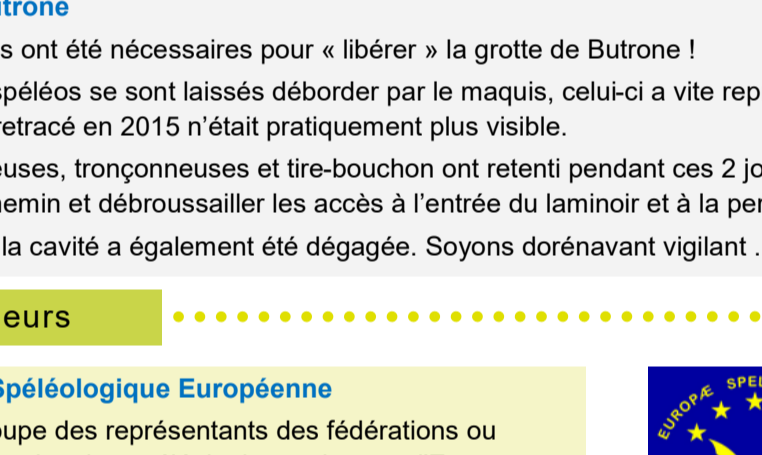 utrone
s ont été nécessaires pour « libérer » la grotte de Butrone !
spéléos se sont laissés déborder par le maquis, celui-ci a vite rep
retracé en 2015 n’était pratiquement plus visible.
euses, tronçonneuses et tire-bouchon ont retenti pendant ces 2 jo
hemin et débroussailler les accès à l’entrée du laminoir et à la per
la cavité a également été dégagée. Soyons dorénavant vigilant .
eurs
Spéléologique Européenne
oupe des représentants des fédérations ou
EUROPÆ SPEL